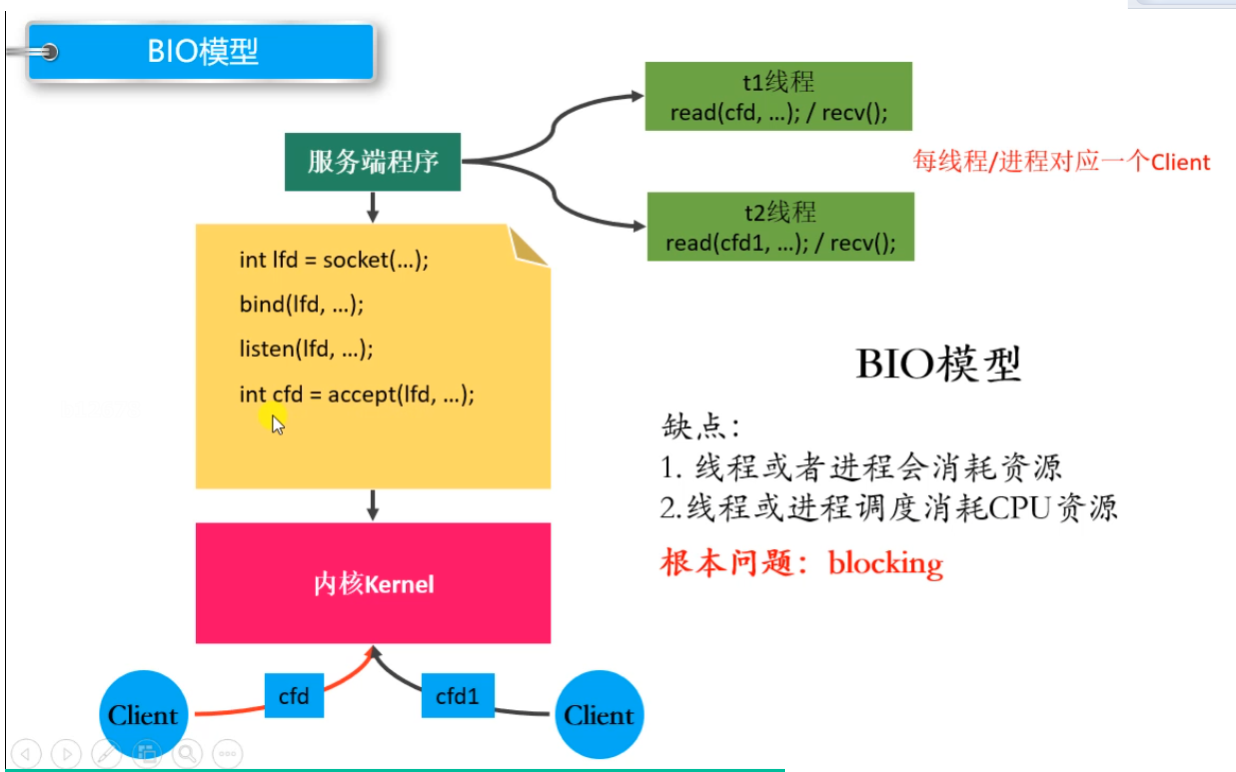 BIO模型
服务端程序
t1线程
read(cfd, ...); / recv();
每线程/进程对应一个Client
t2线程
read(cfd1, ...); / recv();
int lfd = socket(...);
bind(lfd, ...);
listen(lfd, ...);
int cfd = accept(lfd, ...);
BIO模型
缺点：
1. 线程或者进程会消耗资源
2.线程或进程调度消耗CPU资源
根本问题：blocking
内核Kernel
cfd
cfd1
Client
Client